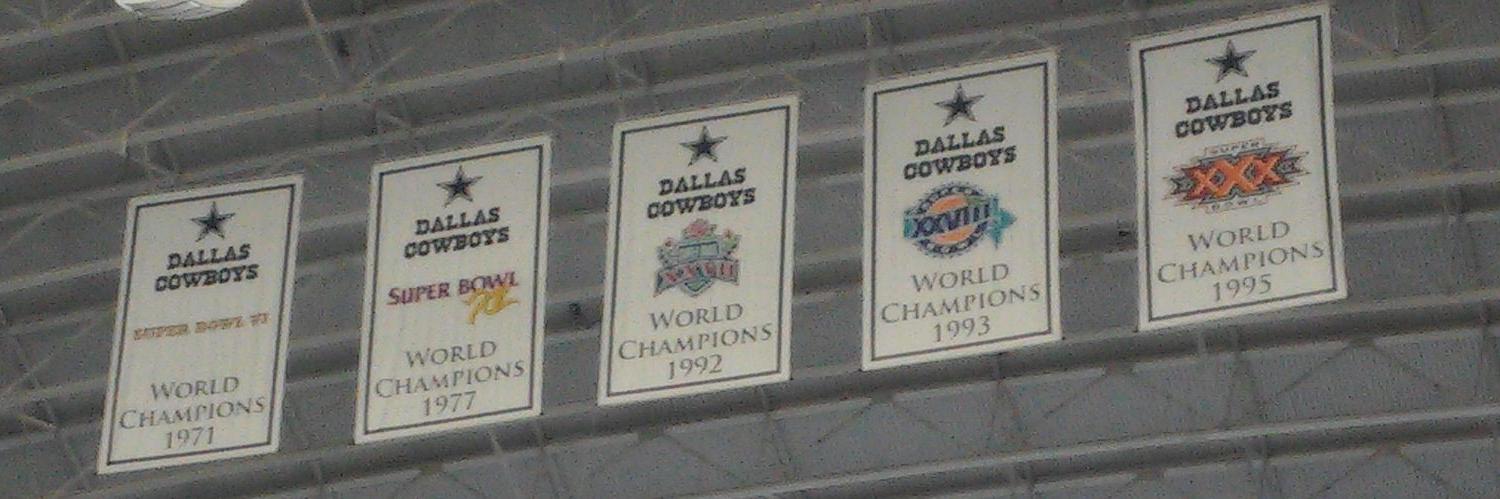 DALLAS
COWBOYS
SUPER BOWL VI
WORLD
CHAMPIONS
1971
DALLAS
COWBOYS
SUPER BOWL
XII
WORLD
CHAMPIONS
1977
DALLAS
COWBOYS
XXVII
WORLD
CHAMPIONS
1992
DALLAS
COWBOYS
XXVIII
WORLD
CHAMPIONS
1993
DALLAS
COWBOYS
SUPER
XXX
BOWL
WORLD
CHAMPIONS
1995